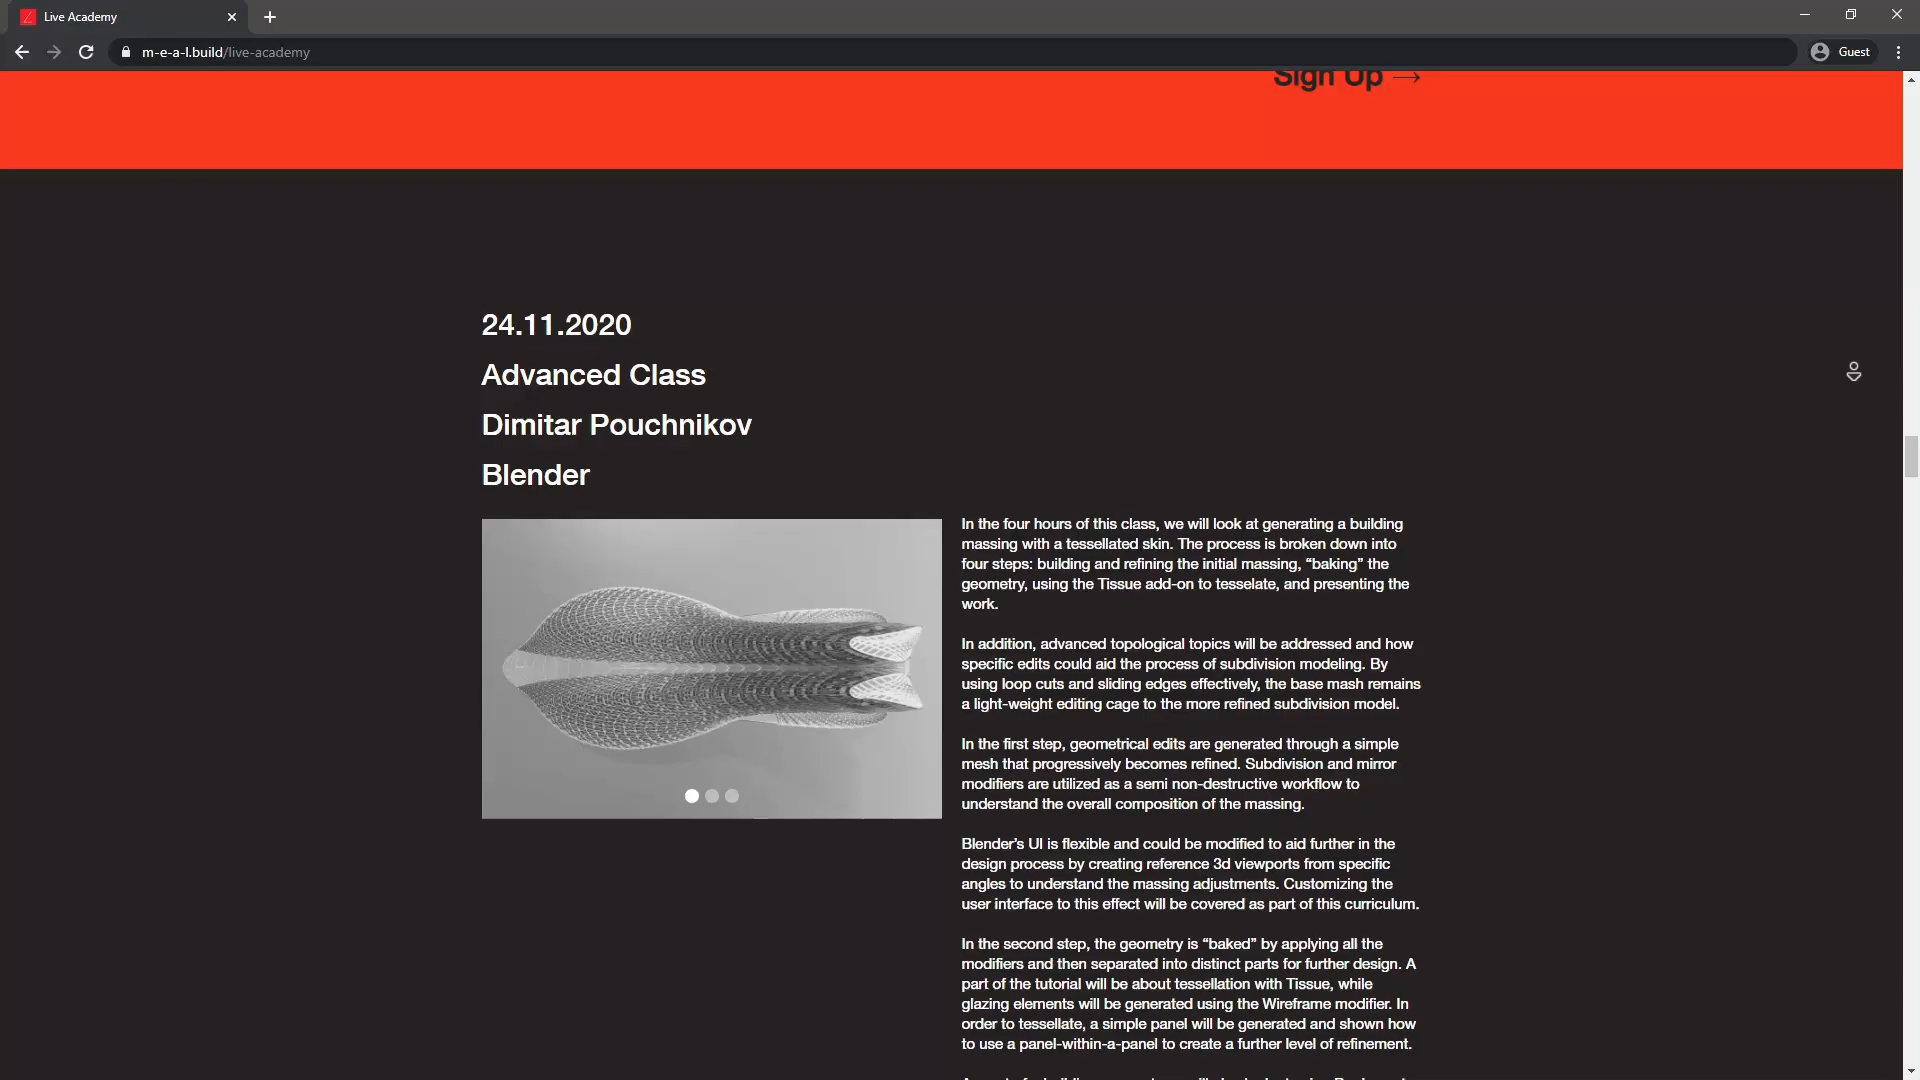 Live Academy
m-e-a-l.build/live-academy
Guest
Sign Up →
24.11.2020
Advanced Class
Dimitar Pouchnikov
Blender
In the four hours of this class, we will look at generating a building
massing with a tessellated skin. The process is broken down into
four steps: building and refining the initial massing, “baking” the
geometry, using the Tissue add-on to tesselate, and presenting the
work.
In addition, advanced topological topics will be addressed and how
specific edits could aid the process of subdivision modeling. By
using loop cuts and sliding edges effectively, the base mash remains
a light-weight editing cage to the more refined subdivision model.
In the first step, geometrical edits are generated through a simple
mesh that progressively becomes refined. Subdivision and mirror
modifiers are utilized as a semi non-destructive workflow to
understand the overall composition of the massing.
Blender’s UI is flexible and could be modified to aid further in the
design process by creating reference 3d viewports from specific
angles to understand the massing adjustments. Customizing the
user interface to this effect will be covered as part of this curriculum.
In the second step, the geometry is “baked” by applying all the
modifiers and then separated into distinct parts for further design. A
part of the tutorial will be about tessellation with Tissue, while
glazing elements will be generated using the Wireframe modifier. In
order to tessellate, a simple panel will be generated and shown how
to use a panel-within-a-panel to create a further level of refinement.